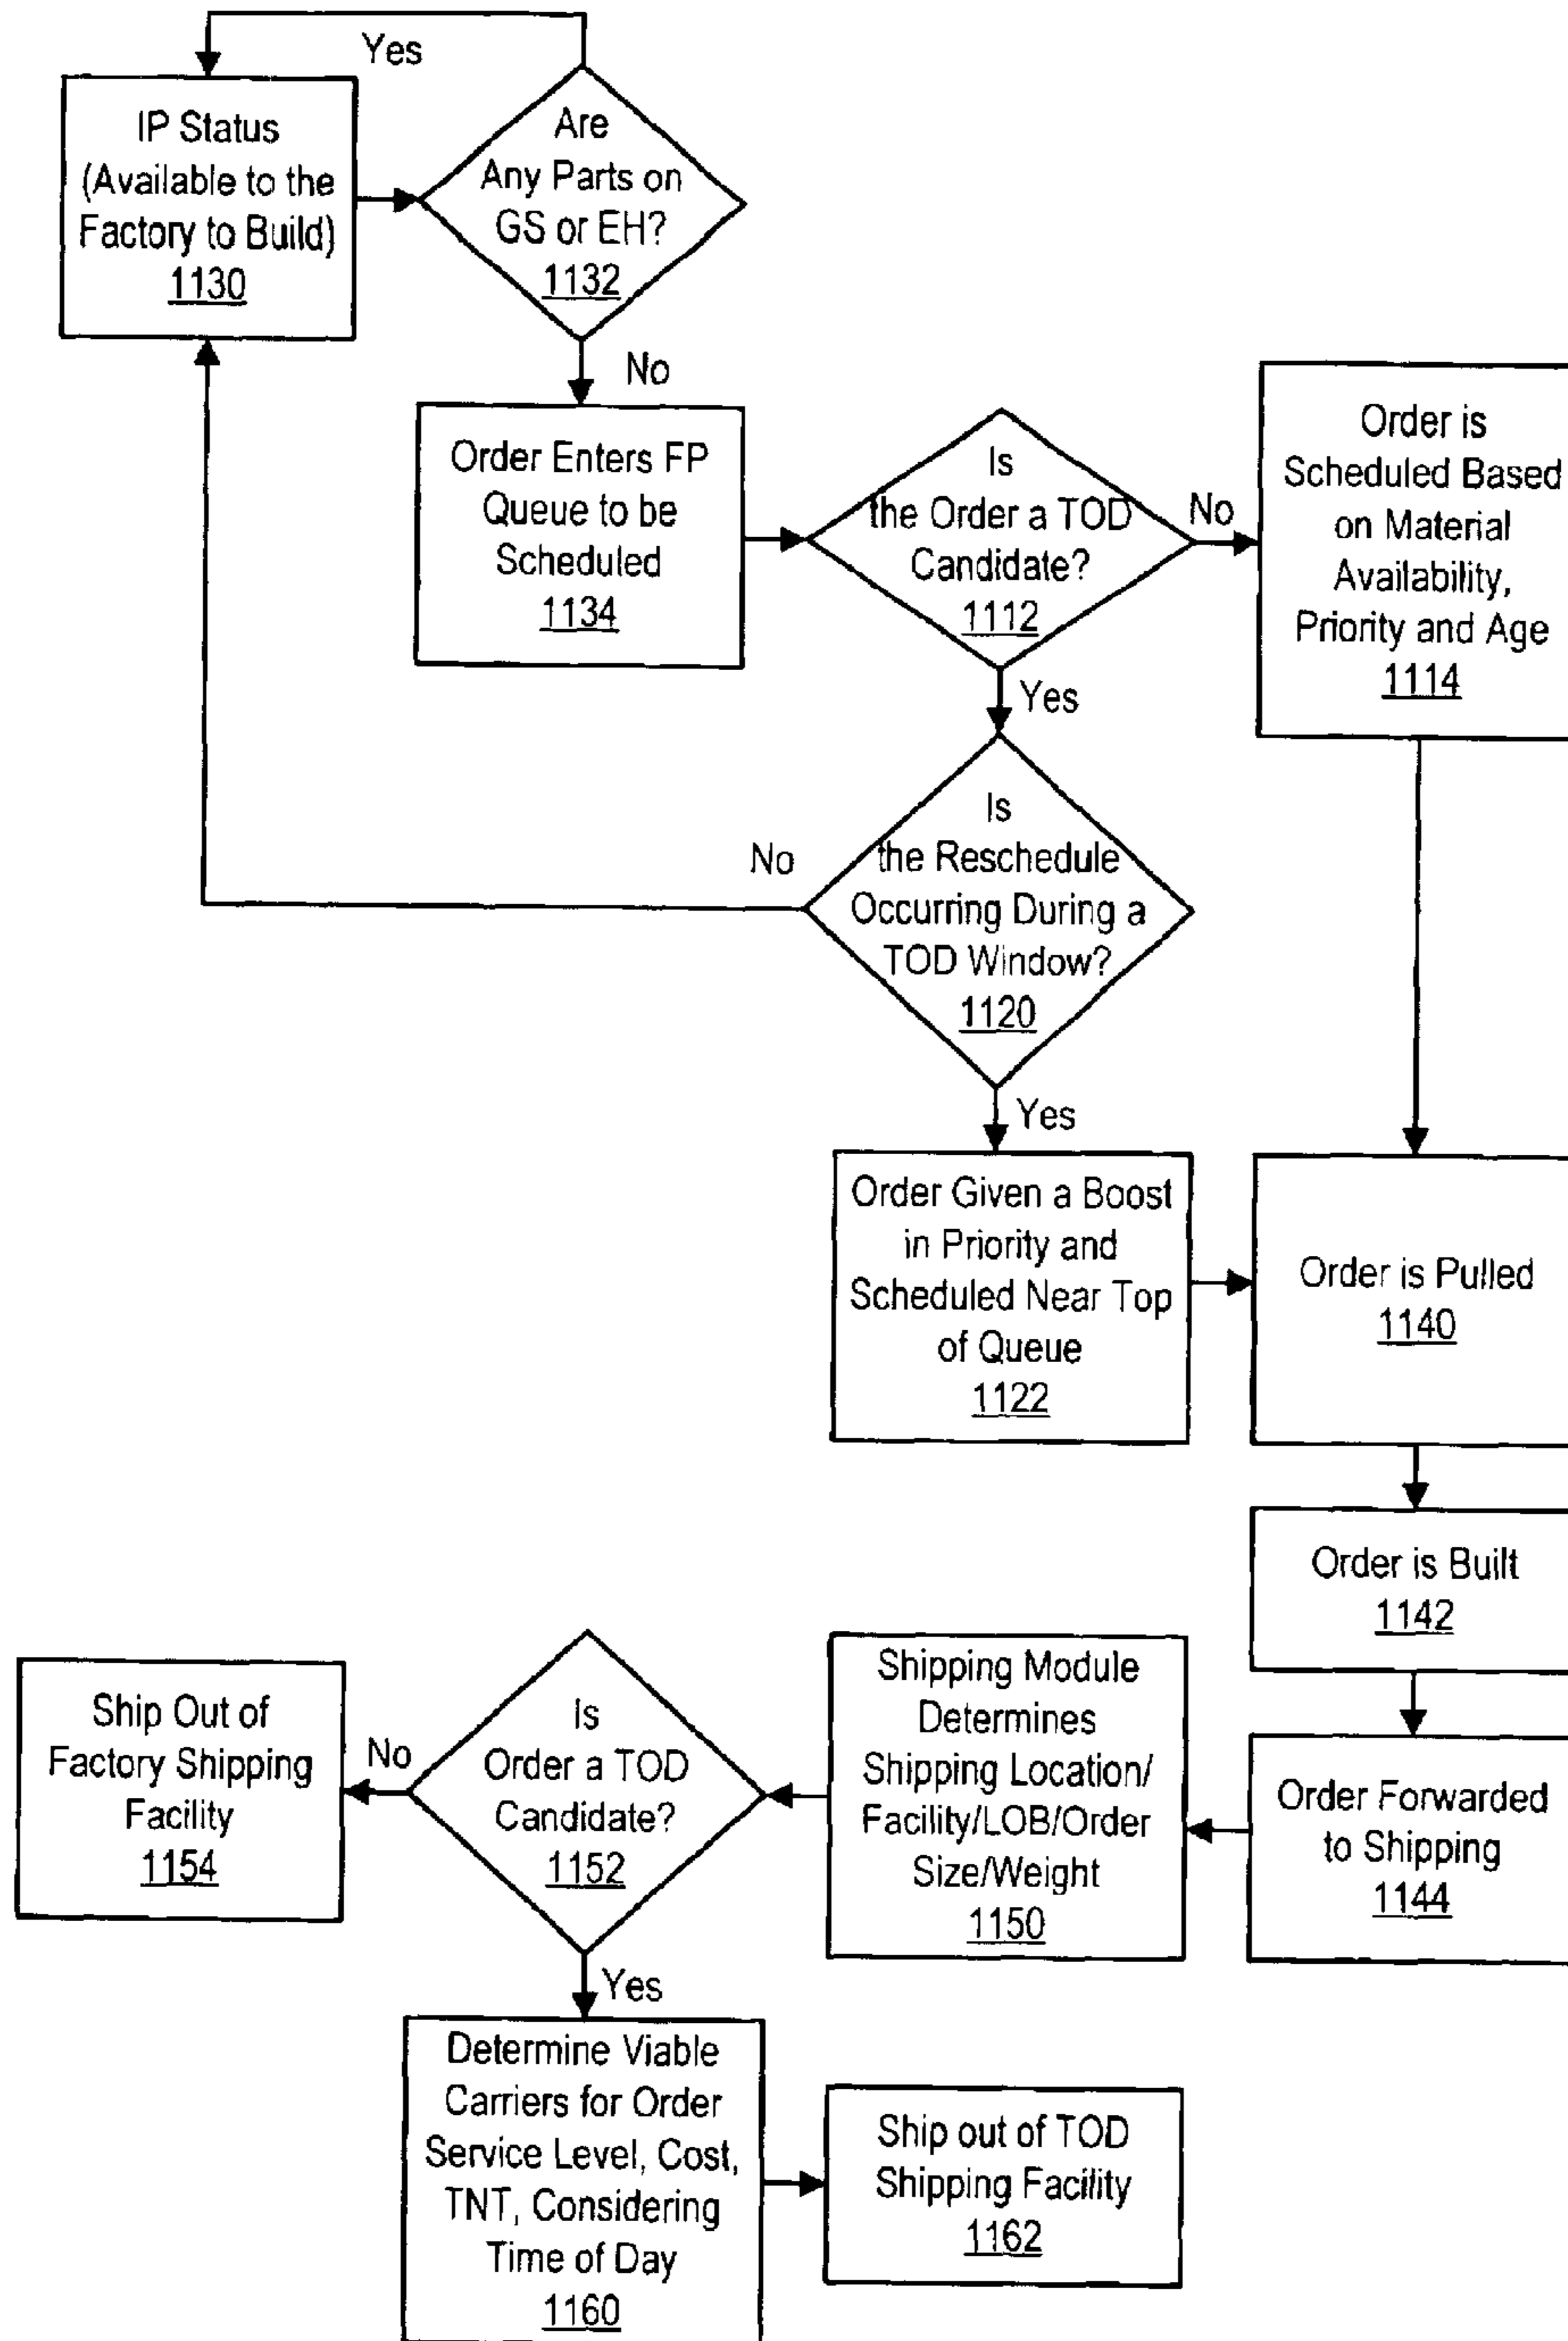 Yes
IP Status
(Available to the
Factory to Build)
1130
Are
Any Parts on
GS or EH?
1132
No
Order Enters FP
Queue to be
Scheduled
1134
Is
the Order a TOD
Candidate?
1112
No
Order is
Scheduled Based
on Material
Availability,
Priority and Age
1114
Yes
Is
the Reschedule
Occurring During a
TOD Window?
1120
No
Yes
Order Given a Boost
in Priority and
Scheduled Near Top
of Queue
1122
Order is Pulled
1140
Order is Built
1142
Order Forwarded
to Shipping
1144
Shipping Module
Determines
Shipping Location/
Facility/LOB/Order
Size/Weight
1150
Is
Order a TOD
Candidate?
1152
No
Ship Out of
Factory Shipping
Facility
1154
Yes
Determine Viable
Carriers for Order
Service Level, Cost,
TNT, Considering
Time of Day
1160
Ship out of TOD
Shipping Facility
1162